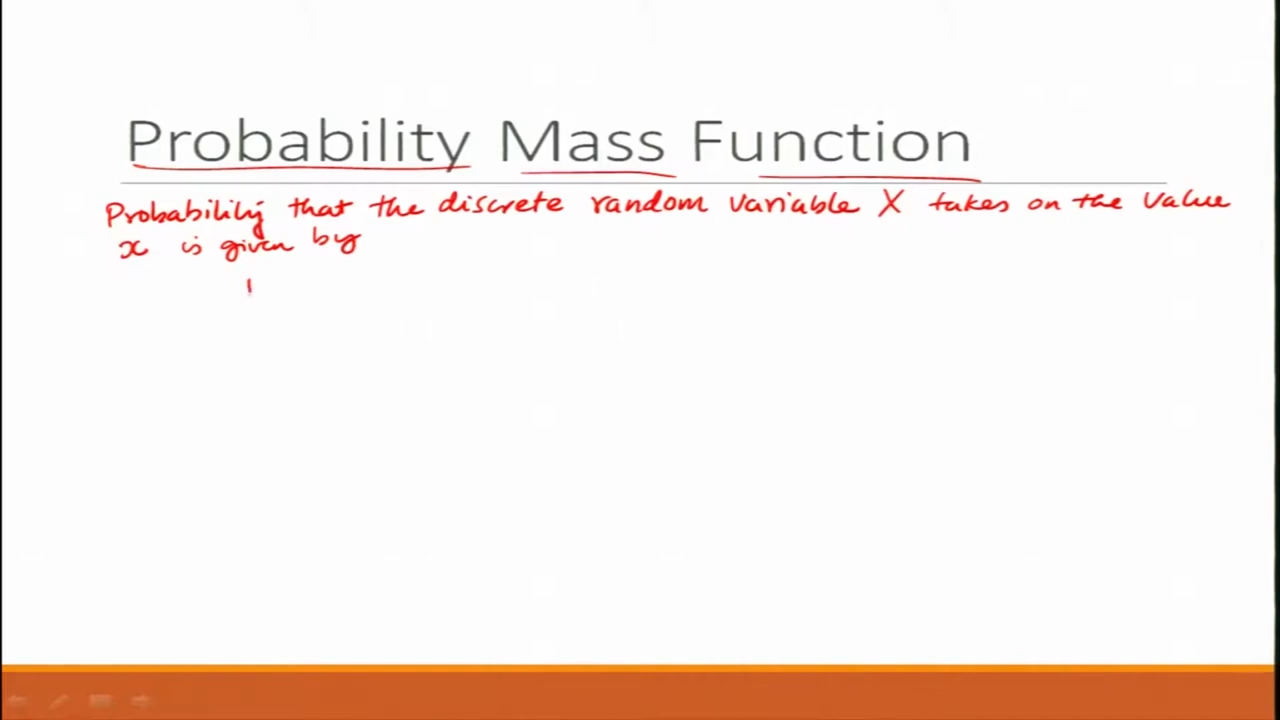 Probability Mass Function
Probability that the discrete random variable X takes on the value
x is given by